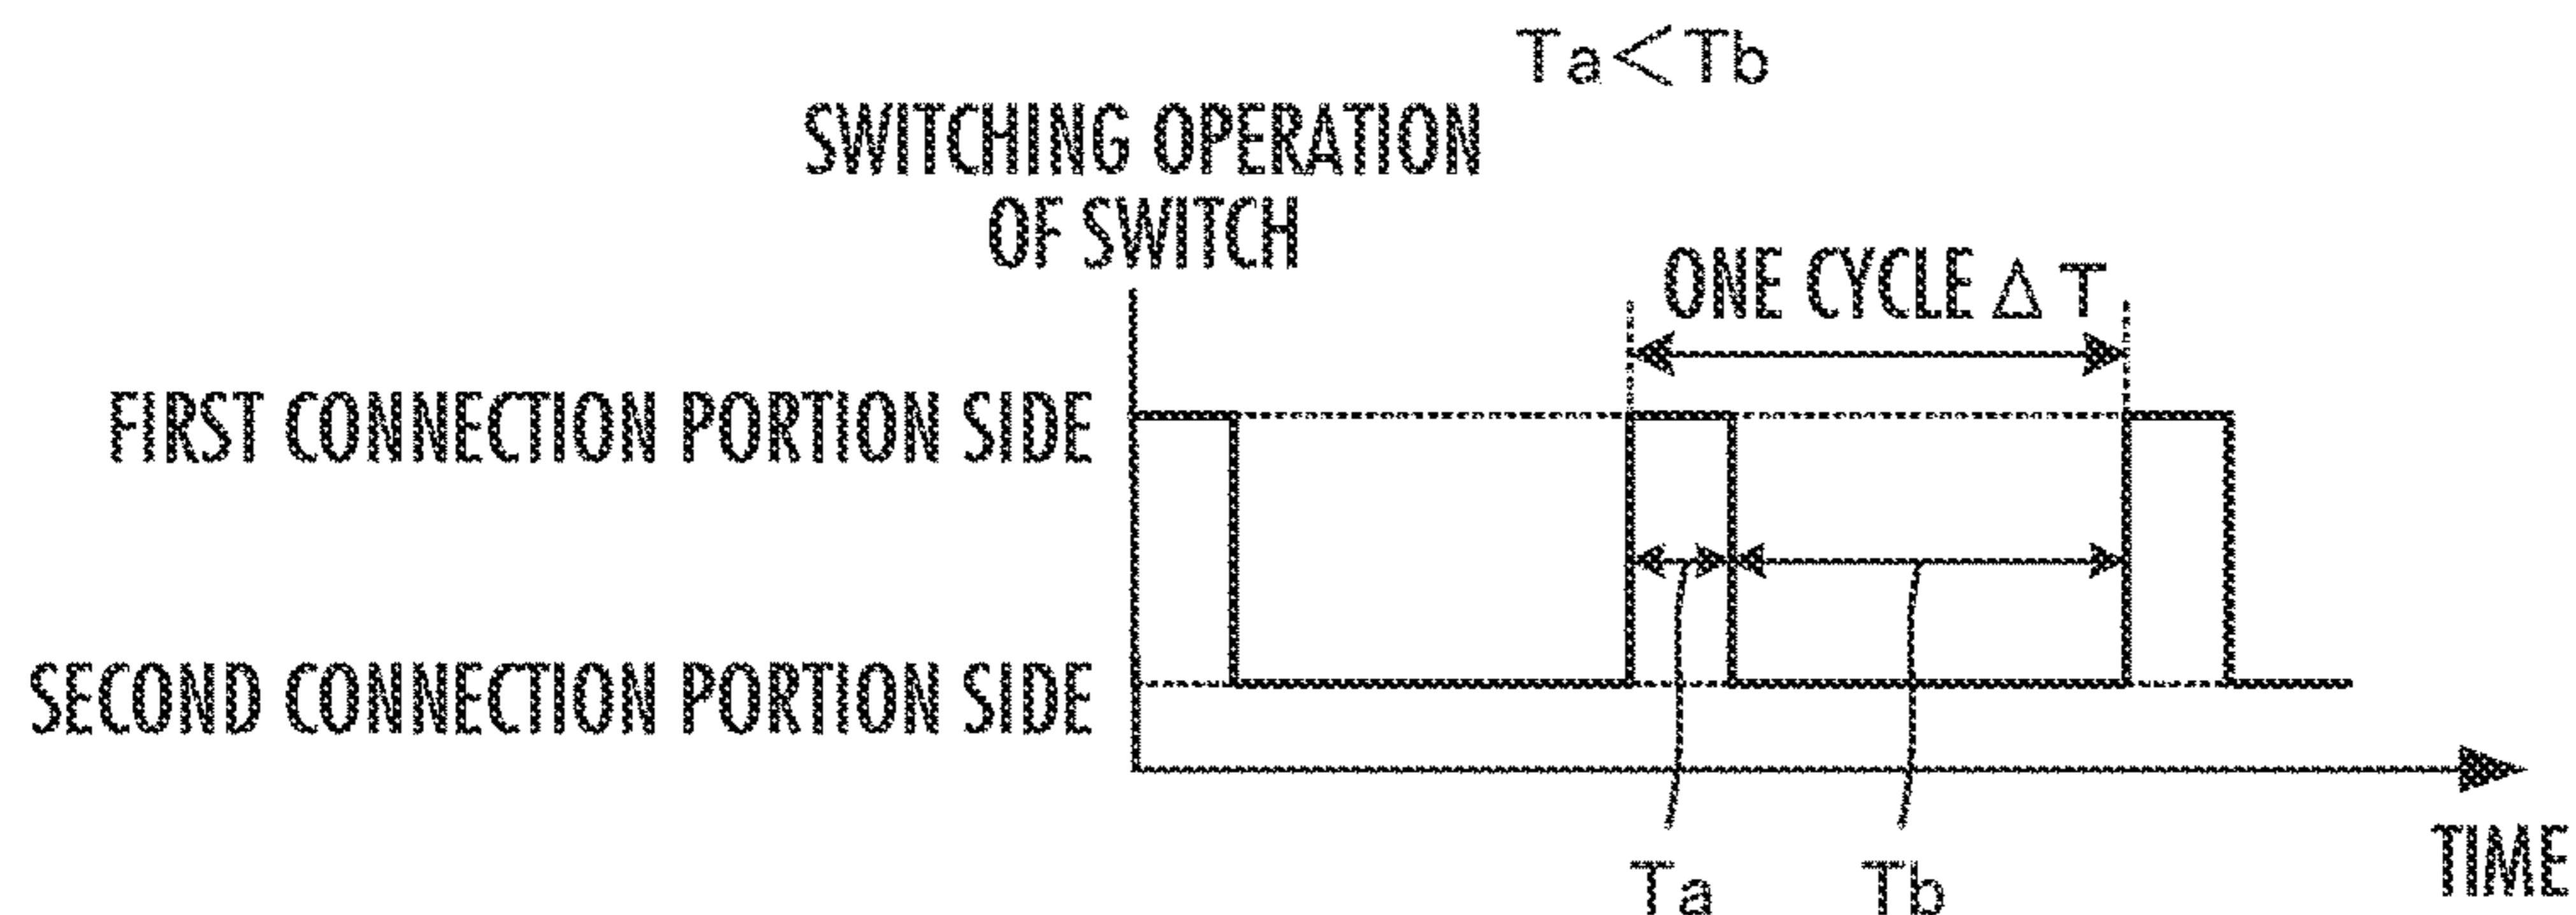 Ta<Tb
SWITCHING OPERATION
OF SWITCH
ONE CYCLE Δ T
FIRST CONNECTION PORTION SIDE
SECOND CONNECTION PORTION SIDE
TIME
Ta
Tb